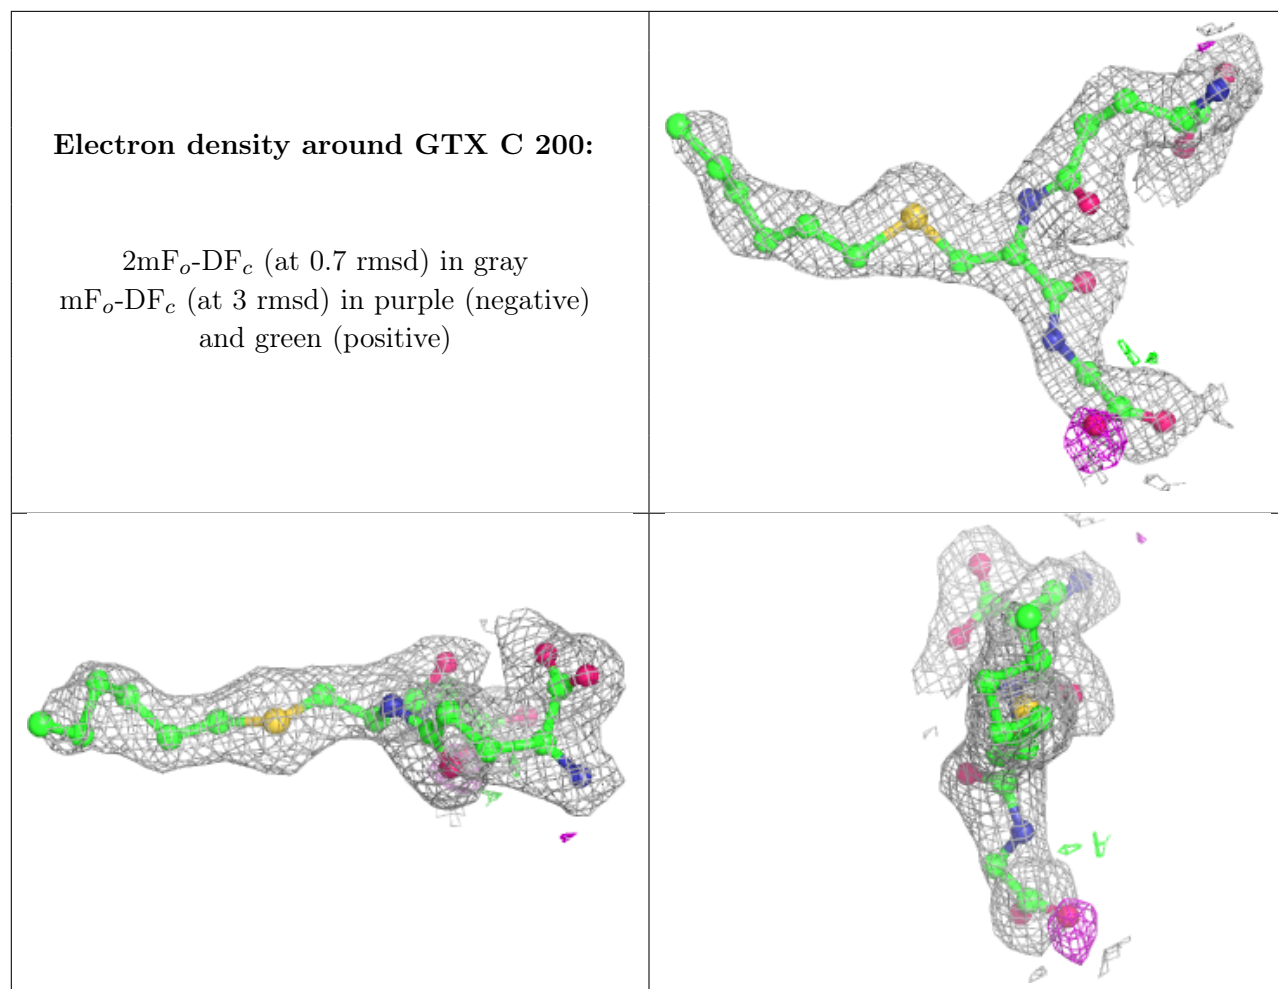 Electron density around GTX C 200:
2mFo-DFc (at 0.7 rmsd) in gray
mFo-DFc (at 3 rmsd) in purple (negative)
and green (positive)